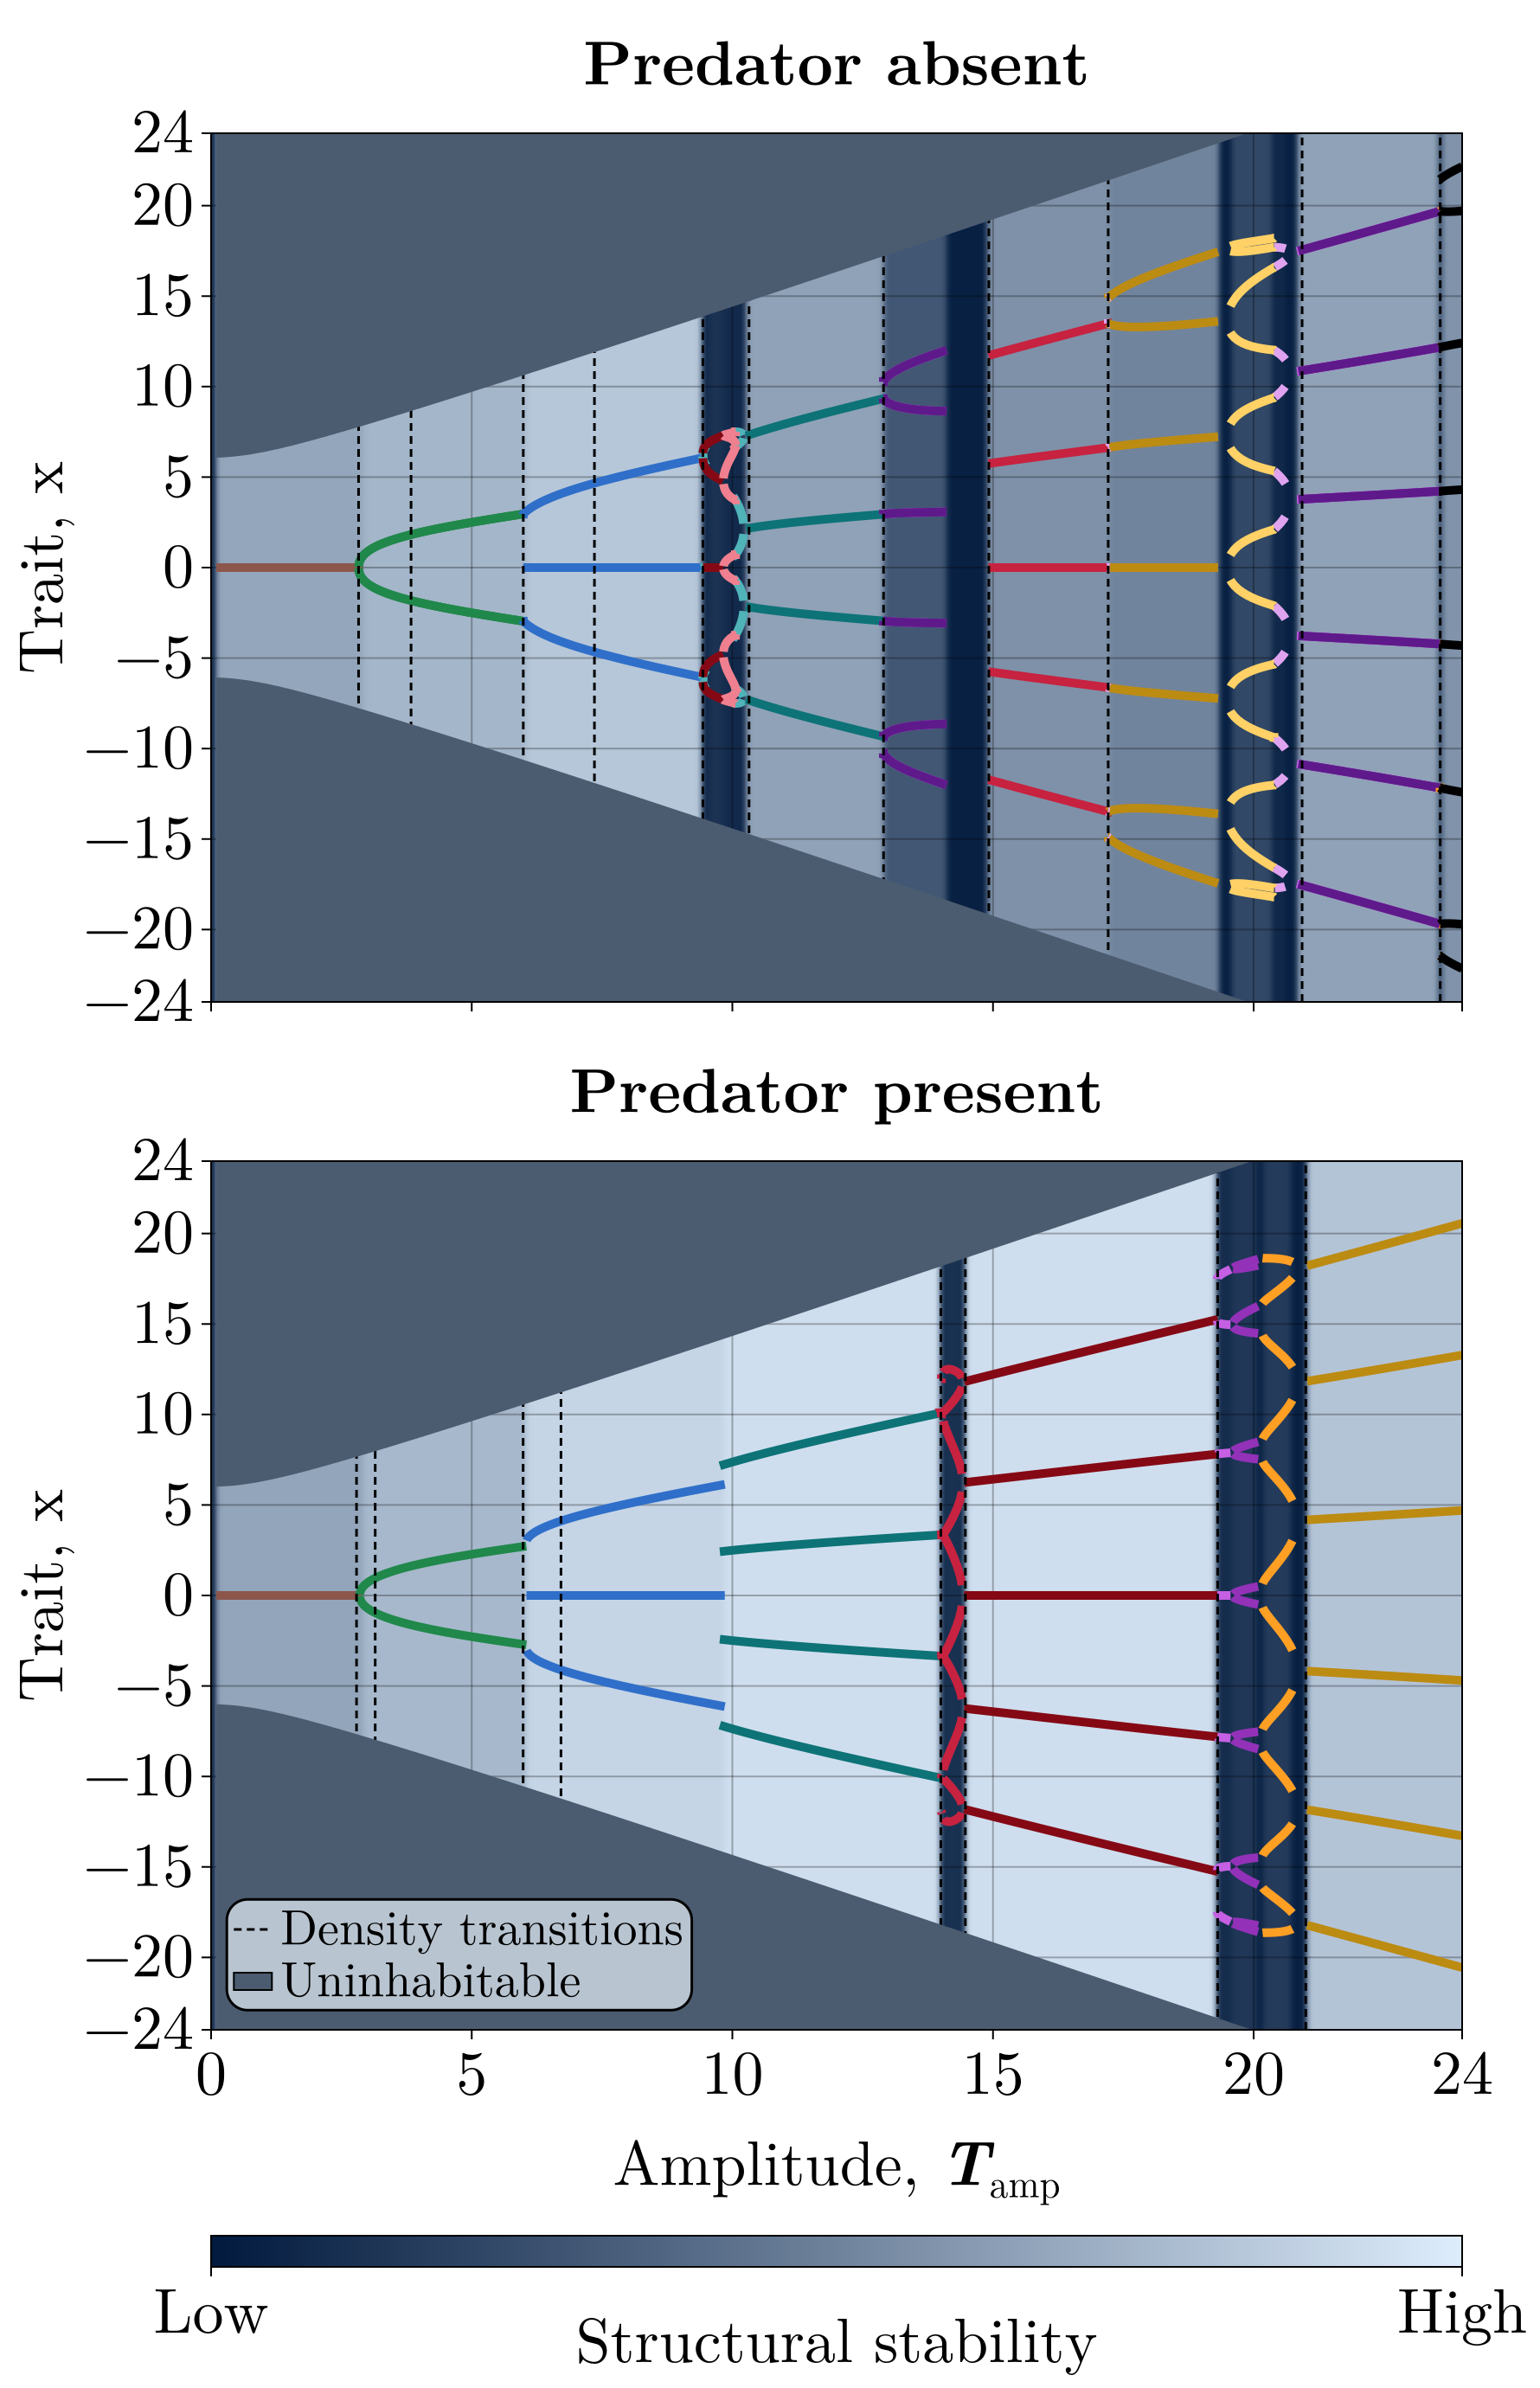 Predator absent
24
20
15
10
5
0
−5
−10
−15
−20
−24
Trait, x
Predator present
24
20
15
10
5
0
−5
−10
−15
−20
−24
Trait, x
Density transitions
Uninhabitable
0 5 10 15 20 24
Amplitude, T_amp
Low High
Structural stability